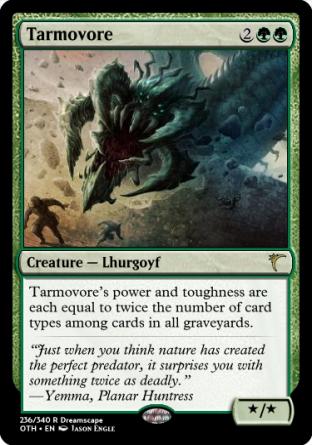 Tarmovore 2
Creature — Lhurgoyf
Tarmovore's power and toughness are
each equal to twice the number of card
types among cards in all graveyards.
"Just when you think nature has created
the perfect predator, it surprises you with
something twice as deadly."
—Yemma, Planar Huntress
*/*
236/340 R Dreamscape
OTH • EN Jason Engle